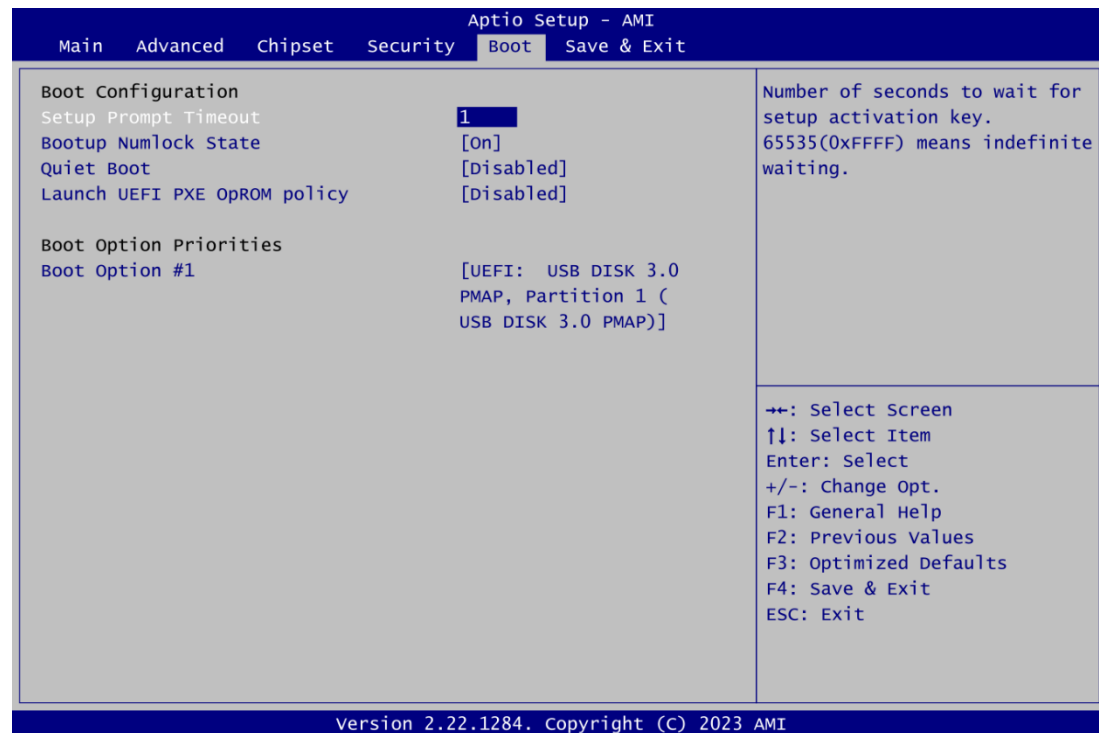 Aptio Setup - AMI
Main Advanced Chipset Security Boot Save & Exit
Boot Configuration
Setup Prompt Timeout 1
Bootup Numlock State [On]
Quiet Boot [Disabled]
Launch UEFI PXE OpROM policy [Disabled]
Boot Option Priorities
Boot Option #1 [UEFI: USB DISK 3.0
PMAP, Partition 1 (
USB DISK 3.0 PMAP)]
Number of seconds to wait for
setup activation key.
65535(0xFFFF) means indefinite
waiting.
→←: Select Screen
↑↓: Select Item
Enter: Select
+/-: Change Opt.
F1: General Help
F2: Previous Values
F3: Optimized Defaults
F4: Save & Exit
ESC: Exit
Version 2.22.1284. Copyright (C) 2023 AMI